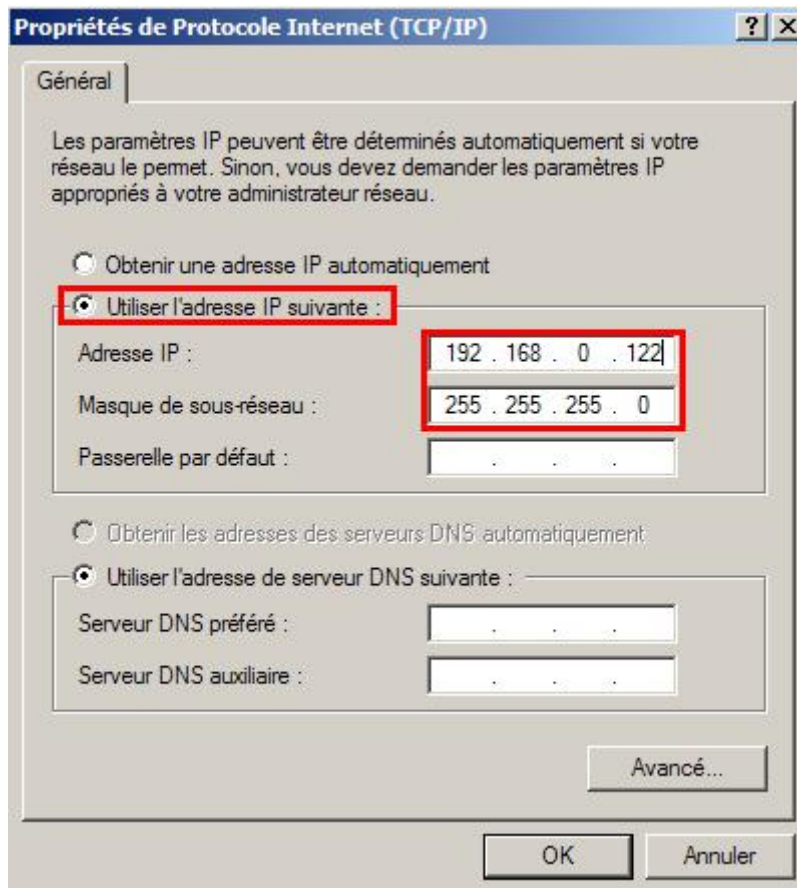 Propriétés de Protocole Internet (TCP/IP)
Général
Les paramètres IP peuvent être déterminés automatiquement si votre
réseau le permet. Sinon, vous devez demander les paramètres IP
appropriés à votre administrateur réseau.
Obtenir une adresse IP automatiquement
Utiliser l'adresse IP suivante :
Adresse IP : 192 . 168 . 0 . 122
Masque de sous-réseau : 255 . 255 . 255 . 0
Passerelle par défaut : . . .
Obtenir les adresses des serveurs DNS automatiquement
Utiliser l'adresse de serveur DNS suivante :
Serveur DNS préféré : . . .
Serveur DNS auxiliaire : . . .
Avancé...
OK Annuler